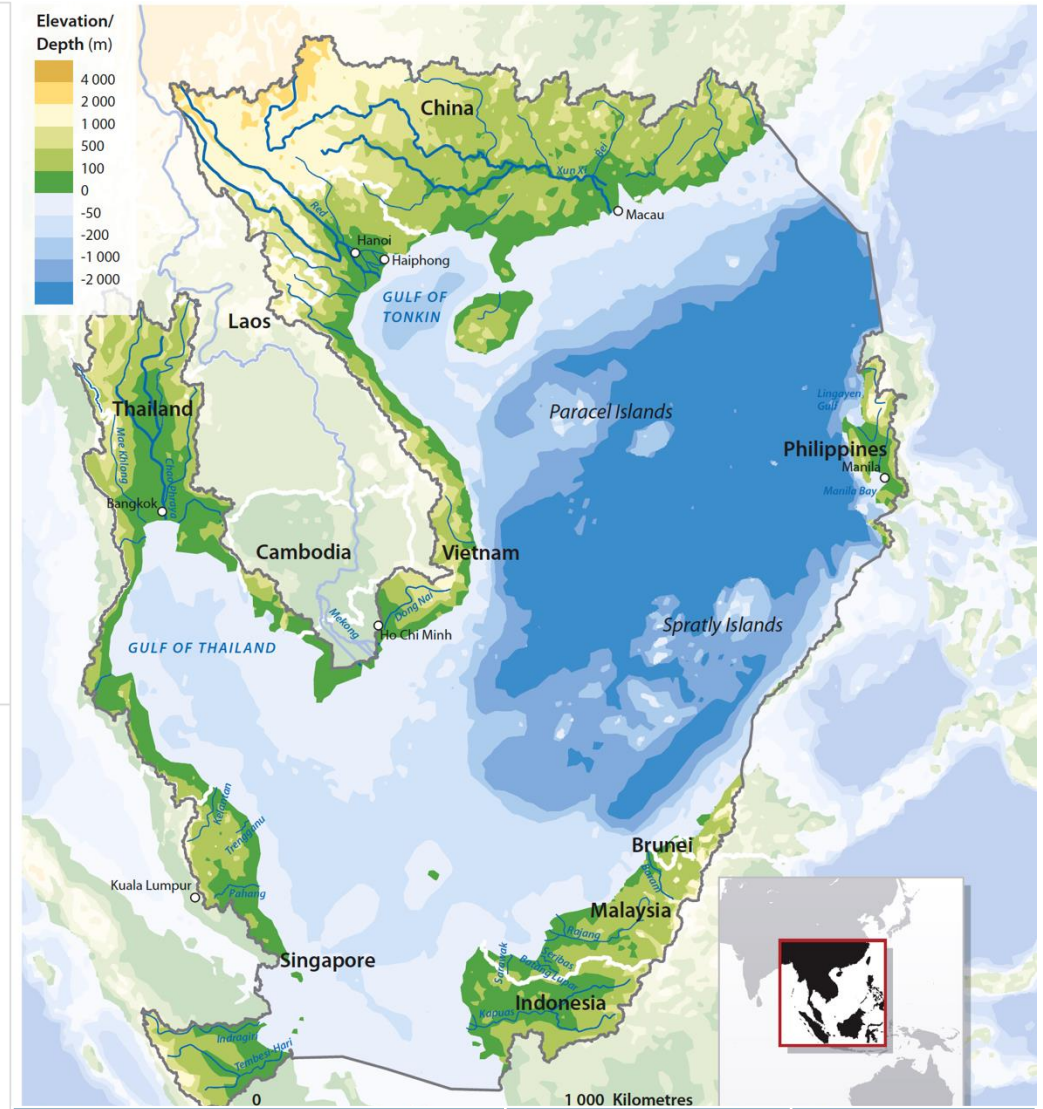 Elevation/
Depth (m)
4 000
2 000
1 000
500
100
0
-50
-200
-1 000
-2 000
China
Xun Xi
Bei
Macau
Red
Hanoi
Haiphong
GULF OF
TONKIN
Laos
Thailand
Mae Khlong
Chao Phraya
Bangkok
Paracel Islands
Lingayen
Gulf
Philippines
Manila
Manila Bay
Cambodia
Vietnam
Mekong
Dong Nai
Ho Chi Minh
Spratly Islands
GULF OF THAILAND
Kelantan
Trengganu
Kuala Lumpur
Pahang
Brunei
Baram
Malaysia
Rajang
Singapore
Sarawak
Seribas
Batang Lupar
Indonesia
Kapuas
Indragiri
Tembesi-Hari
0
1 000 Kilometres